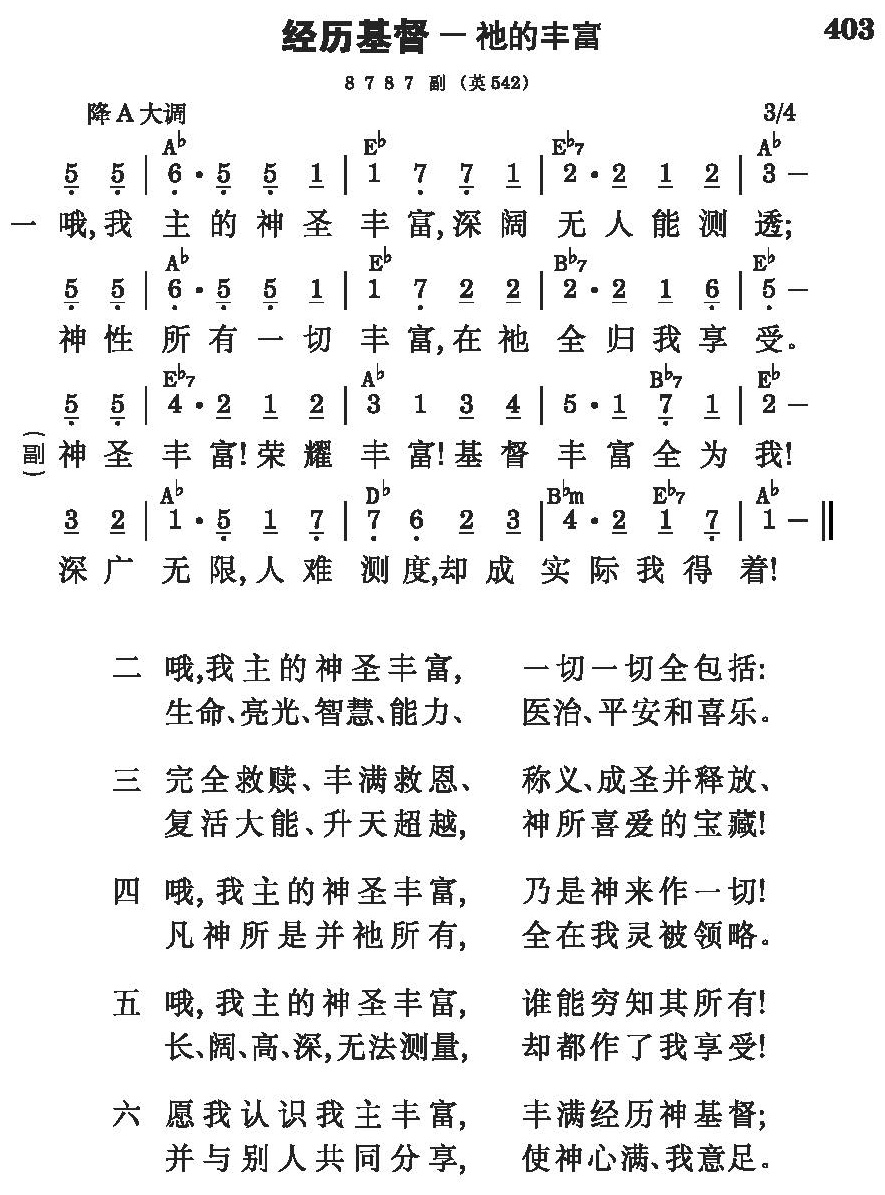 经历基督 — 祂的丰富 403
8 7 8 7 副 (英542)
降A大调 3/4
A♭ E♭ E♭7 A♭
5 5 | 6 · 5 5 1 | 1 7 7 1 | 2 · 2 1 2 | 3 —
一 哦,我 主 的 神 圣 丰 富,深 阔 无 人 能 测 透;
A♭ E♭ B♭7 E♭
5 5 | 6 · 5 5 1 | 1 7 2 2 | 2 · 2 1 6 | 5 —
神 性 所 有 一 切 丰 富,在 祂 全 归 我 享 受。
E♭7 A♭ B♭7 E♭
5 5 | 4 · 2 1 2 | 3 1 3 4 | 5 · 1 7 1 | 2 —
(副) 神 圣 丰 富!荣 耀 丰 富!基 督 丰 富 全 为 我!
A♭ D♭ B♭m E♭7 A♭
3 2 | 1 · 5 1 7 | 7 6 2 3 | 4 · 2 1 7 | 1 — ‖
深 广 无 限,人 难 测 度,却 成 实 际 我 得 着!
二 哦,我主的神圣丰富, 一切一切全包括:
生命、亮光、智慧、能力、 医治、平安和喜乐。
三 完全救赎、丰满救恩、 称义、成圣并释放、
复活大能、升天超越, 神所喜爱的宝藏!
四 哦,我主的神圣丰富, 乃是神来作一切!
凡神所是并祂所有, 全在我灵被领略。
五 哦,我主的神圣丰富, 谁能穷知其所有!
长、阔、高、深,无法测量, 却都作了我享受!
六 愿我认识我主丰富, 丰满经历神基督;
并与别人共同分享, 使神心满、我意足。